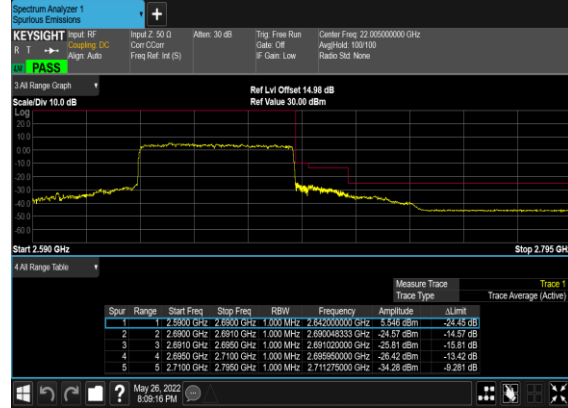 Spectrum Analyzer 1
Spurious Emissions
KEYSIGHT Input: RF Input Z: 50 Ω Atten: 30 dB Trig: Free Run Center Freq: 22.005000000 GHz
R T Coupling: DC Corr CCorr Gate: Off Avg|Hold: 100/100
Align: Auto Freq Ref: Int (S) IF Gain: Low Radio Std: None
PASS
3 All Range Graph
Ref Lvl Offset 14.98 dB
Scale/Div 10.0 dB Ref Value 30.00 dBm
Log
20.0
10.0
0.00
-10.0
-20.0
-30.0
-40.0
-50.0
-60.0
Start 2.590 GHz Stop 2.795 GH
4 All Range Table
Measure Trace Trace 1
Trace Type Trace Average (Active)
Spur Range Start Freq Stop Freq RBW Frequency Amplitude ΔLimit
1 1 2.5900 GHz 2.6900 GHz 1.000 MHz 2.642000000 GHz 5.546 dBm -24.45 dB
2 2 2.6900 GHz 2.6910 GHz 1.000 MHz 2.690048333 GHz -24.57 dBm -14.57 dB
3 3 2.6910 GHz 2.6950 GHz 1.000 MHz 2.691020000 GHz -25.81 dBm -15.81 dB
4 4 2.6950 GHz 2.7100 GHz 1.000 MHz 2.695950000 GHz -26.42 dBm -13.42 dB
5 5 2.7100 GHz 2.7950 GHz 1.000 MHz 2.711275000 GHz -34.28 dBm -9.281 dB
? May 26, 2022
8:09:16 PM